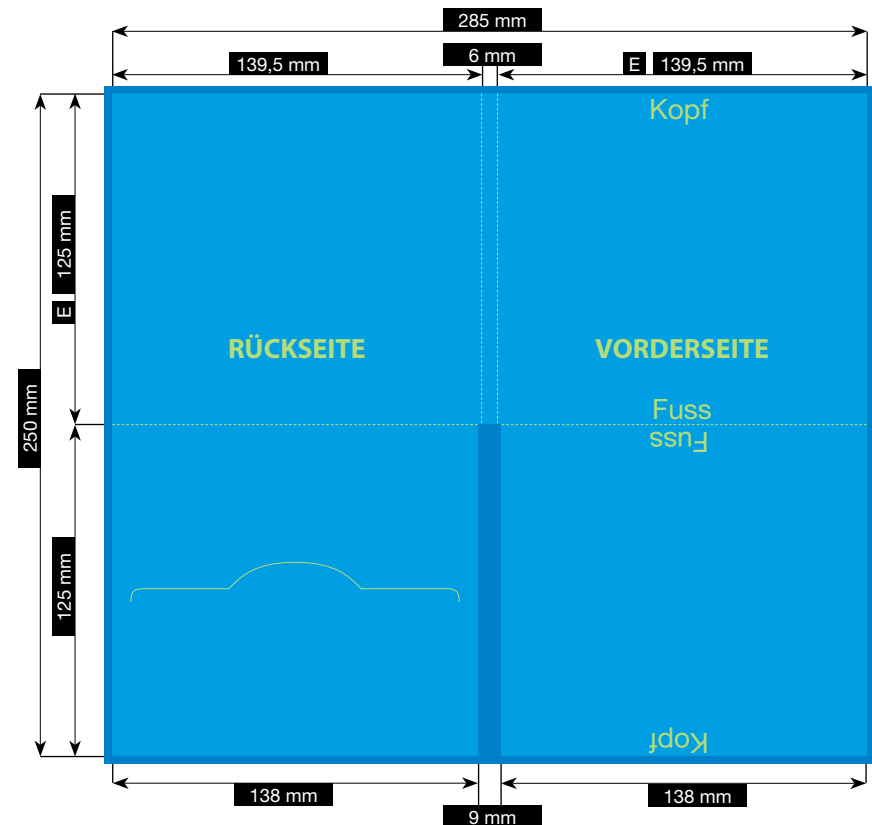 285 mm
6 mm
139,5 mm
E 139,5 mm
Kopf
125 mm
E
RÜCKSEITE
VORDERSEITE
250 mm
Fuss
Fuss
125 mm
Kopf
138 mm
138 mm
9 mm